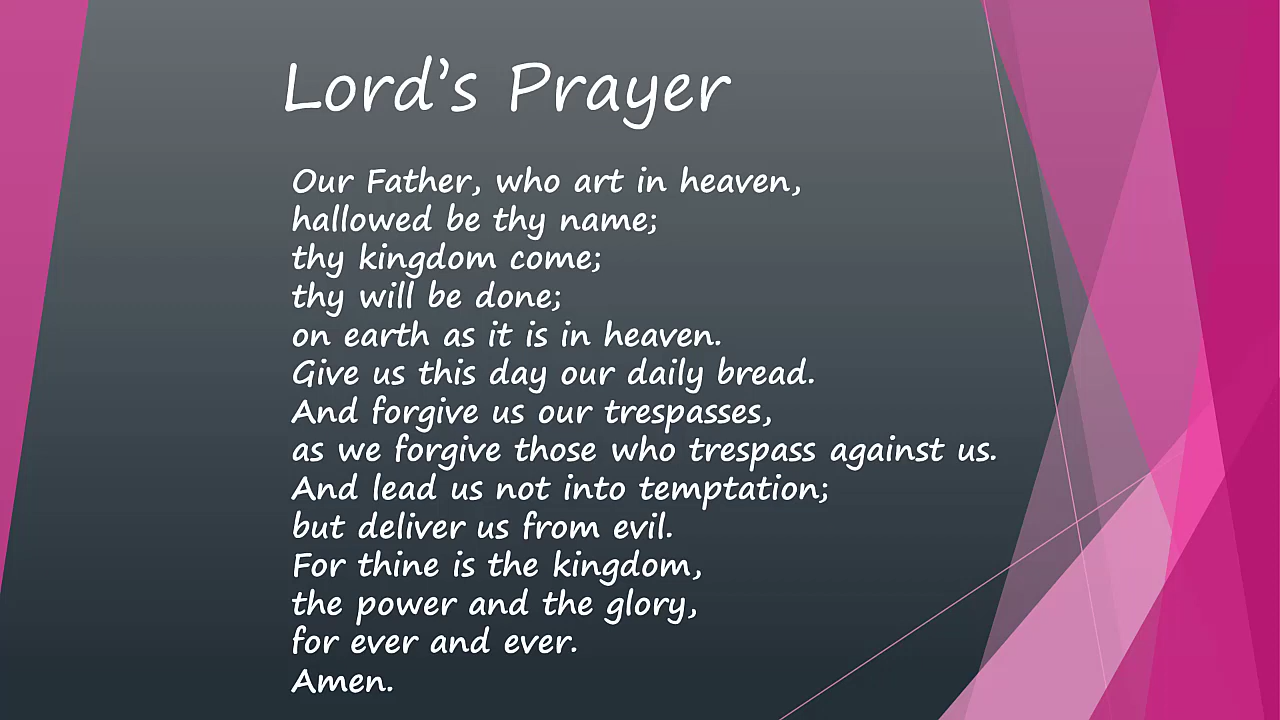 Lord’s Prayer
Our Father, who art in heaven,
hallowed be thy name;
thy kingdom come;
thy will be done;
on earth as it is in heaven.
Give us this day our daily bread.
And forgive us our trespasses,
as we forgive those who trespass against us.
And lead us not into temptation;
but deliver us from evil.
For thine is the kingdom,
the power and the glory,
for ever and ever.
Amen.